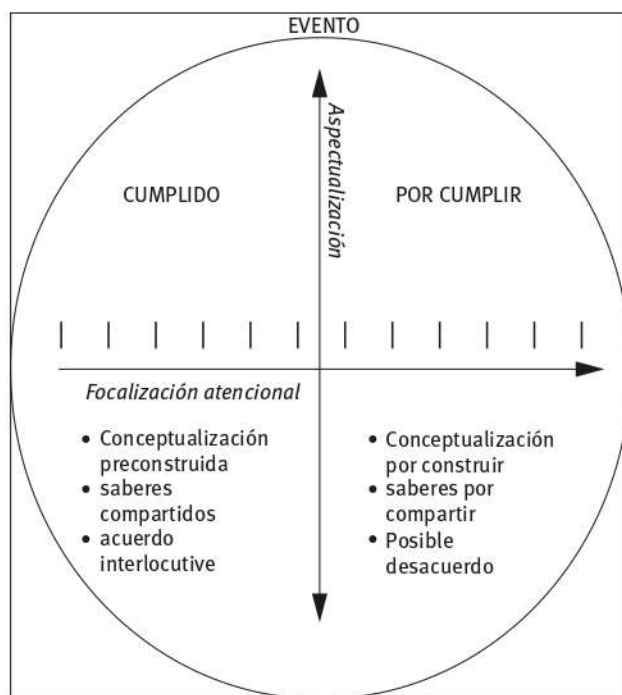 EVENTO
Aspectualización
CUMPLIDO
POR CUMPLIR
Focalización atencional
• Conceptualización
preconstruida
• saberes
compartidos
• acuerdo
interlocutive
• Conceptualización
por construir
• saberes por
compartir
• Posible
desacuerdo